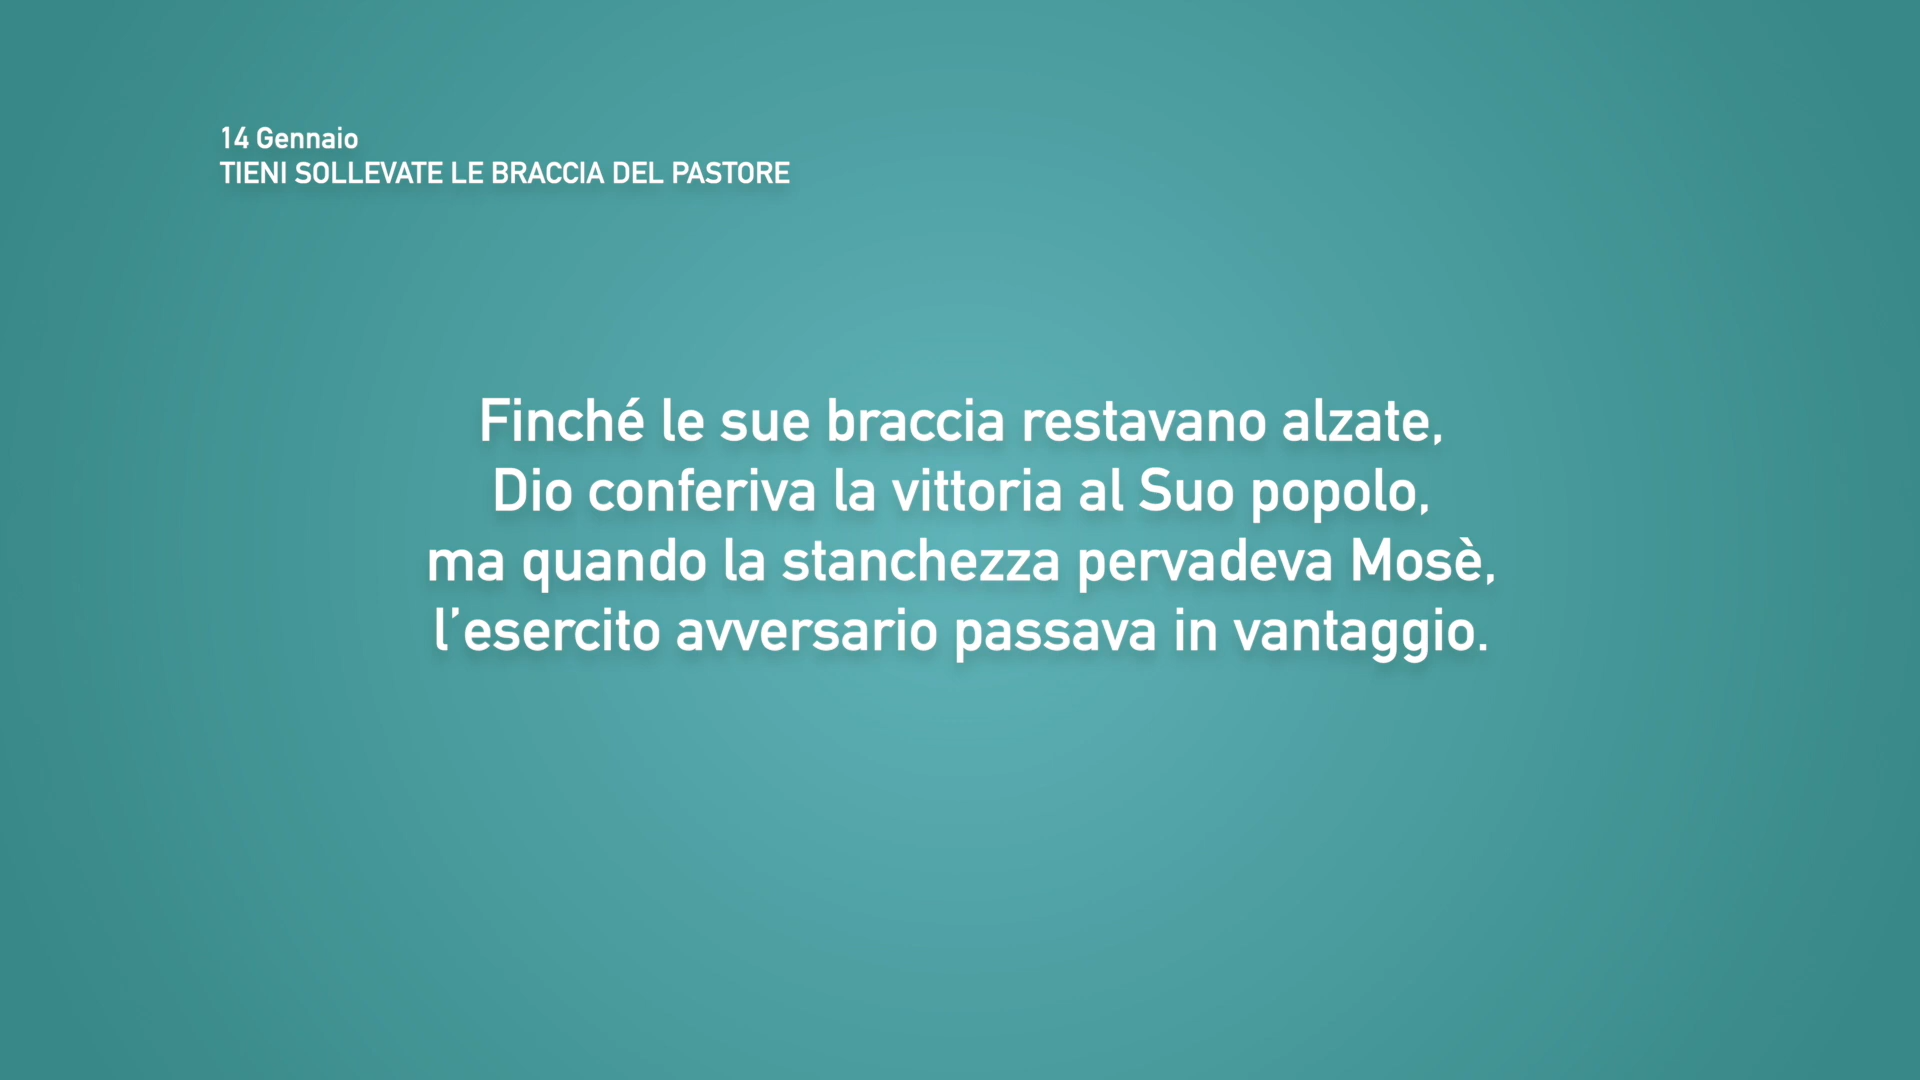 14 Gennaio
TIENI SOLLEVATE LE BRACCIA DEL PASTORE
Finché le sue braccia restavano alzate,
Dio conferiva la vittoria al Suo popolo,
ma quando la stanchezza pervadeva Mosè,
l’esercito avversario passava in vantaggio.